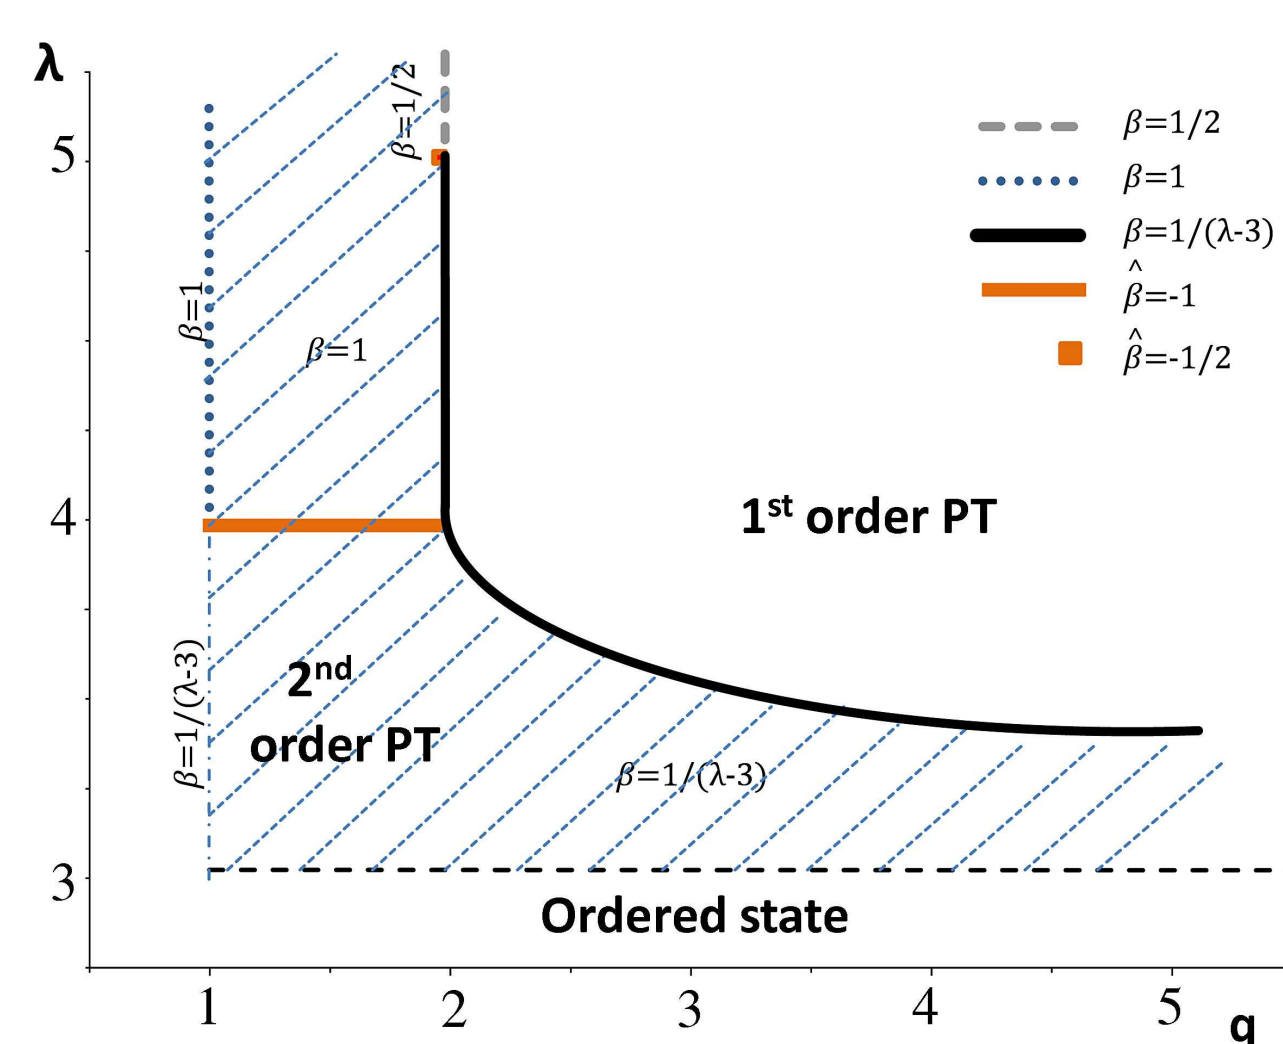 λ
5
4
3
1
2
3
4
5
q
β=1/2
β=1
β=1
β=1/(λ-3)
2nd
order PT
β=1/(λ-3)
1st order PT
Ordered state
β=1/2
β=1
β=1/(λ-3)
^
β=-1
^
β=-1/2